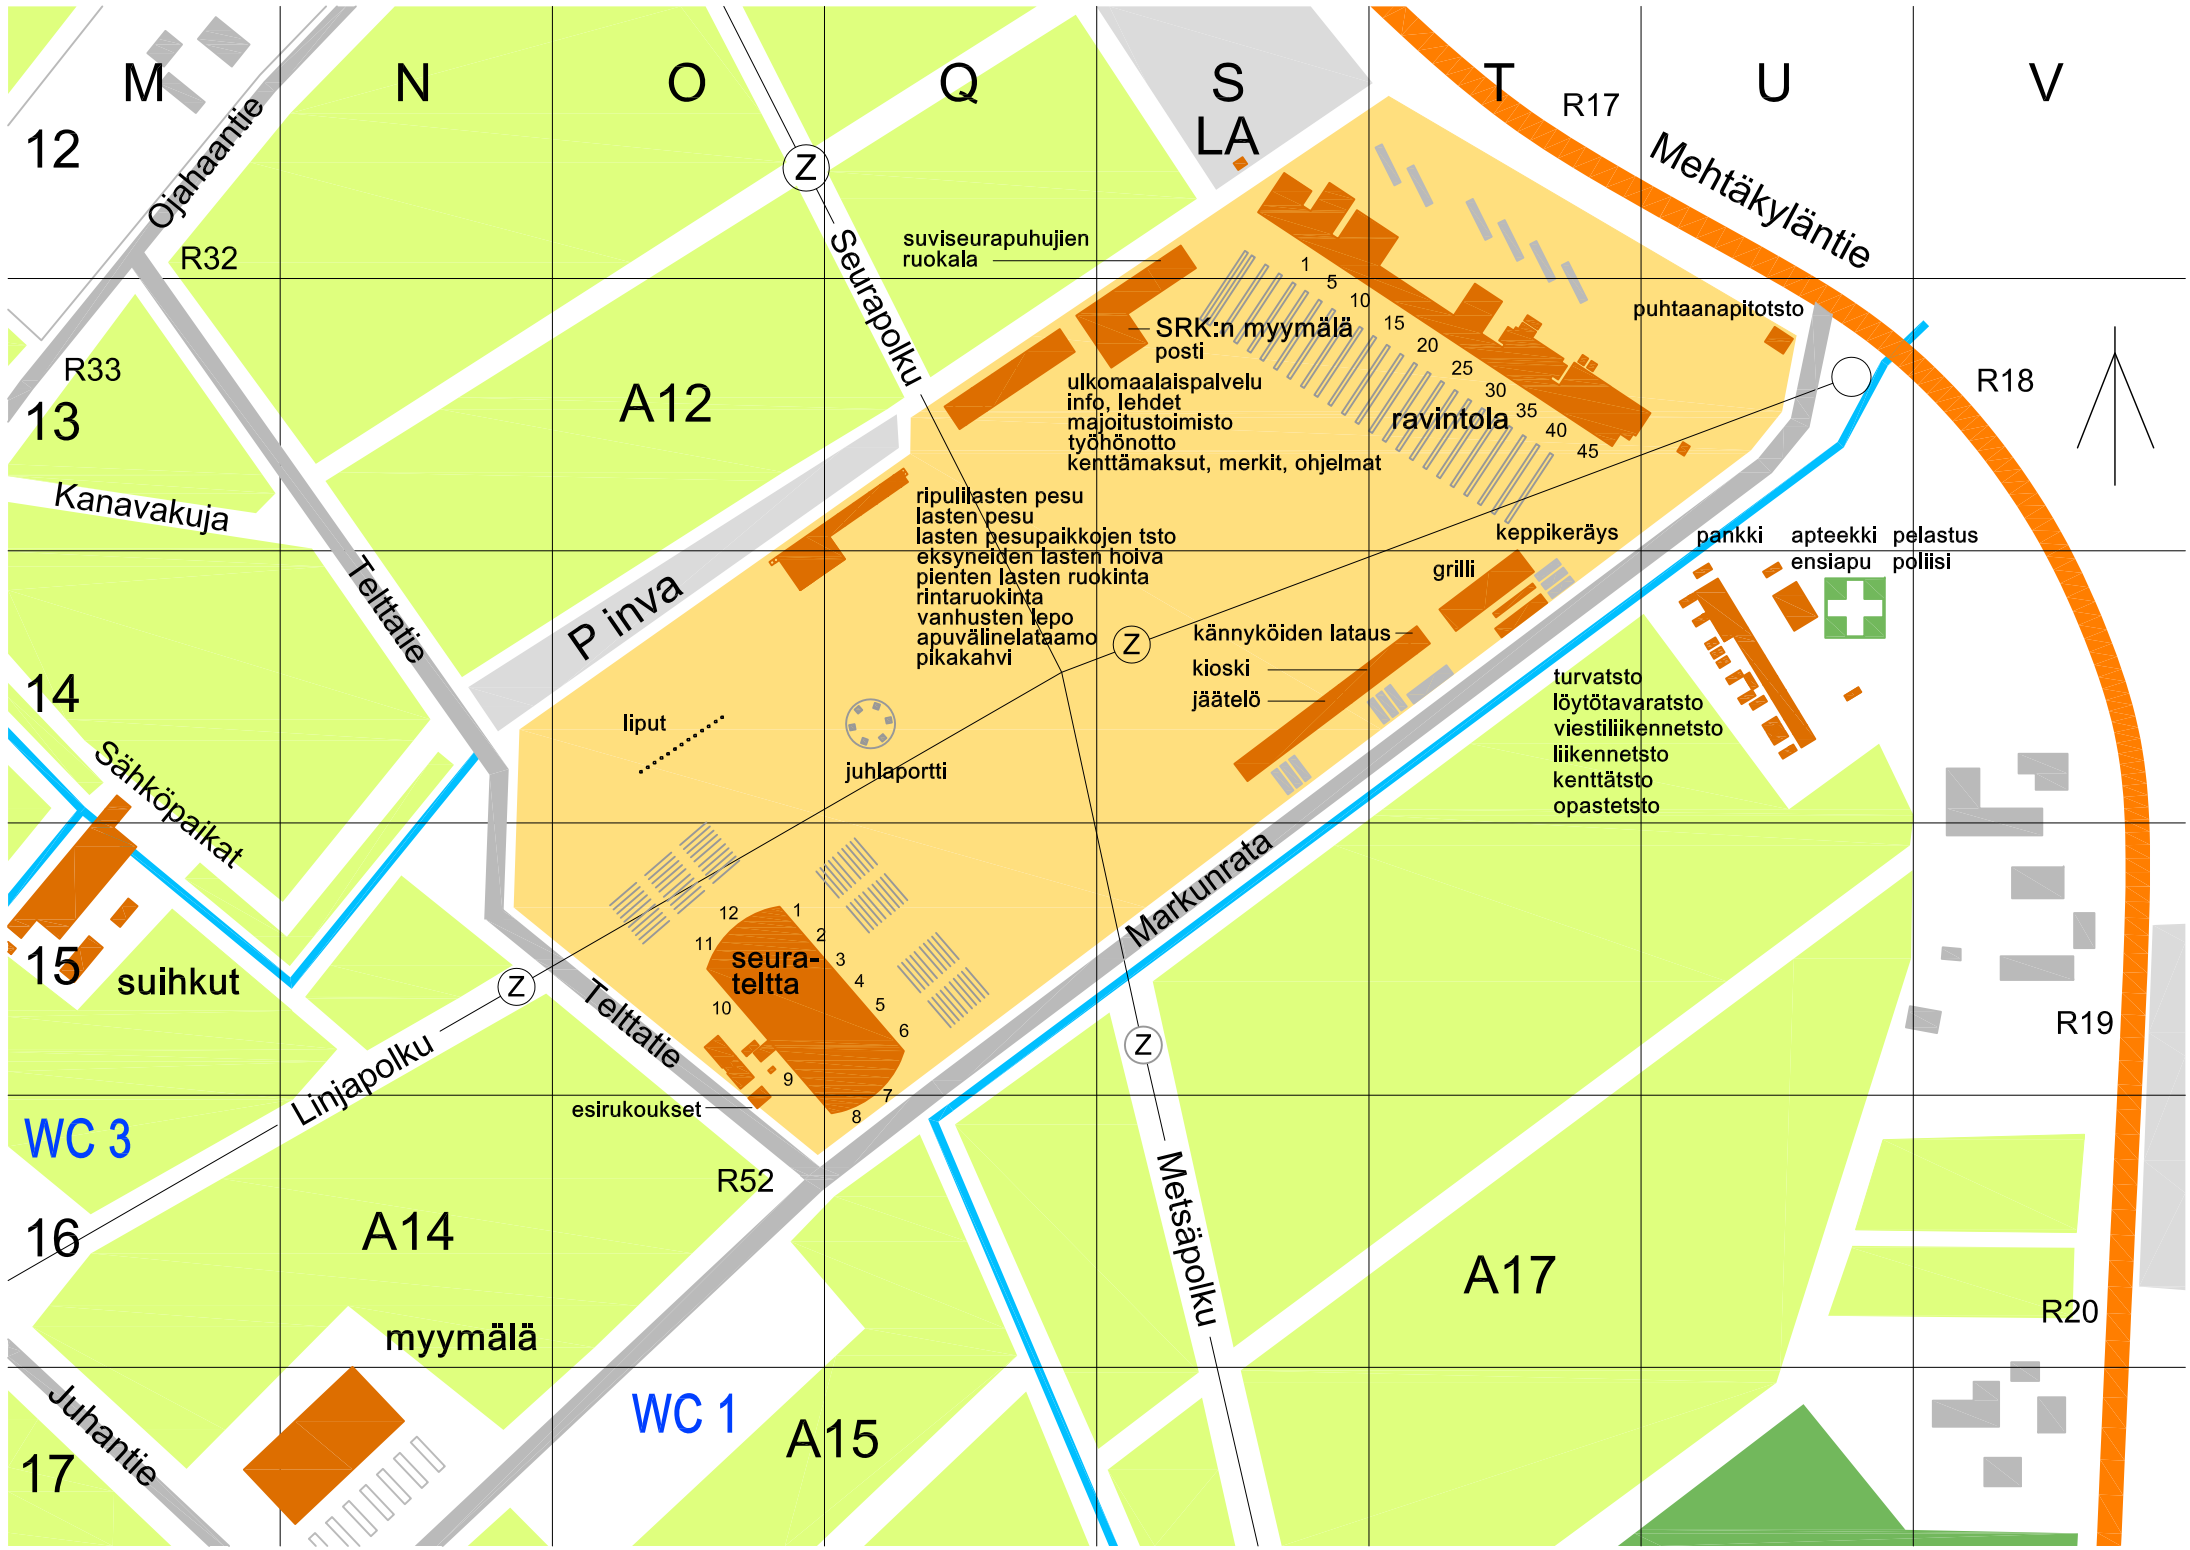 M
N
O
Q
S
T
U
V
LA
R17
12
Ojahaantie
Z
Mehtäkyläntie
R32
Seurapolku
suviseurapuhujien
ruokala
1
5
10
15
20
25
30
35
40
45
puhtaanapitotsto
SRK:n myymälä
posti
R33
R18
13
A12
ulkomaalaispalvelu
info, lehdet
majoitustoimisto
työhönotto
kenttämaksut, merkit, ohjelmat
ravintola
Kanavakuja
ripulilasten pesu
lasten pesu
lasten pesupaikkojen tsto
eksyneiden lasten hoiva
pienten lasten ruokinta
rintaruokinta
vanhusten lepo
apuvälinelataamo
pikakahvi
keppikeräys
pankki
apteekki
ensiapu
pelastus
poliisi
Telttatie
P inva
grilli
Z
kännyköiden lataus
kioski
jäätelö
14
liput
juhlaportti
turvatsto
löytötavaratsto
viestiliikennetsto
liikennetsto
kenttätsto
opastetsto
Sähköpaikat
Markunrata
15
suihkut
Z
12
1
11
2
seura-
teltta
3
4
10
5
6
9
7
8
Telttatie
Z
R19
Linjapolku
esirukoukset
WC 3
R52
Metsäpolku
16
A14
A17
R20
myymälä
Juhantie
WC 1
A15
17